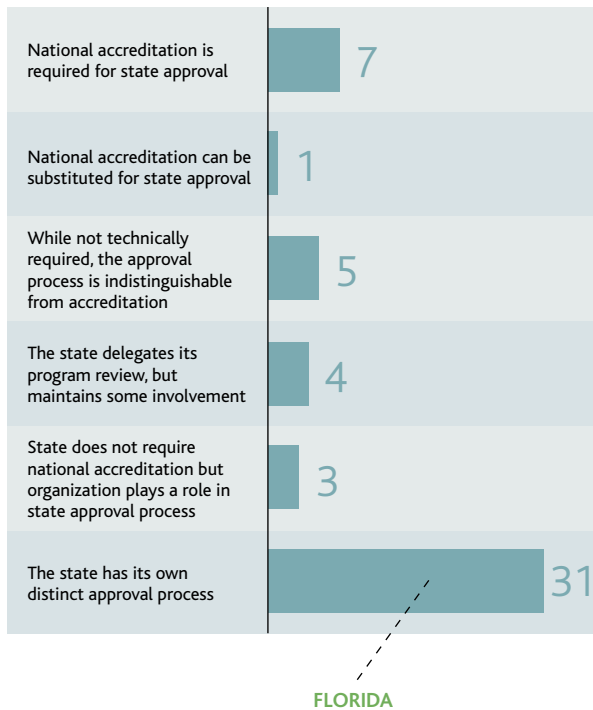 National accreditation is
required for state approval
7
National accreditation can be
substituted for state approval
1
While not technically
required, the approval
process is indistinguishable
from accreditation
5
The state delegates its
program review, but
maintains some involvement
4
State does not require
national accreditation but
organization plays a role in
state approval process
3
The state has its own
distinct approval process
31
FLORIDA